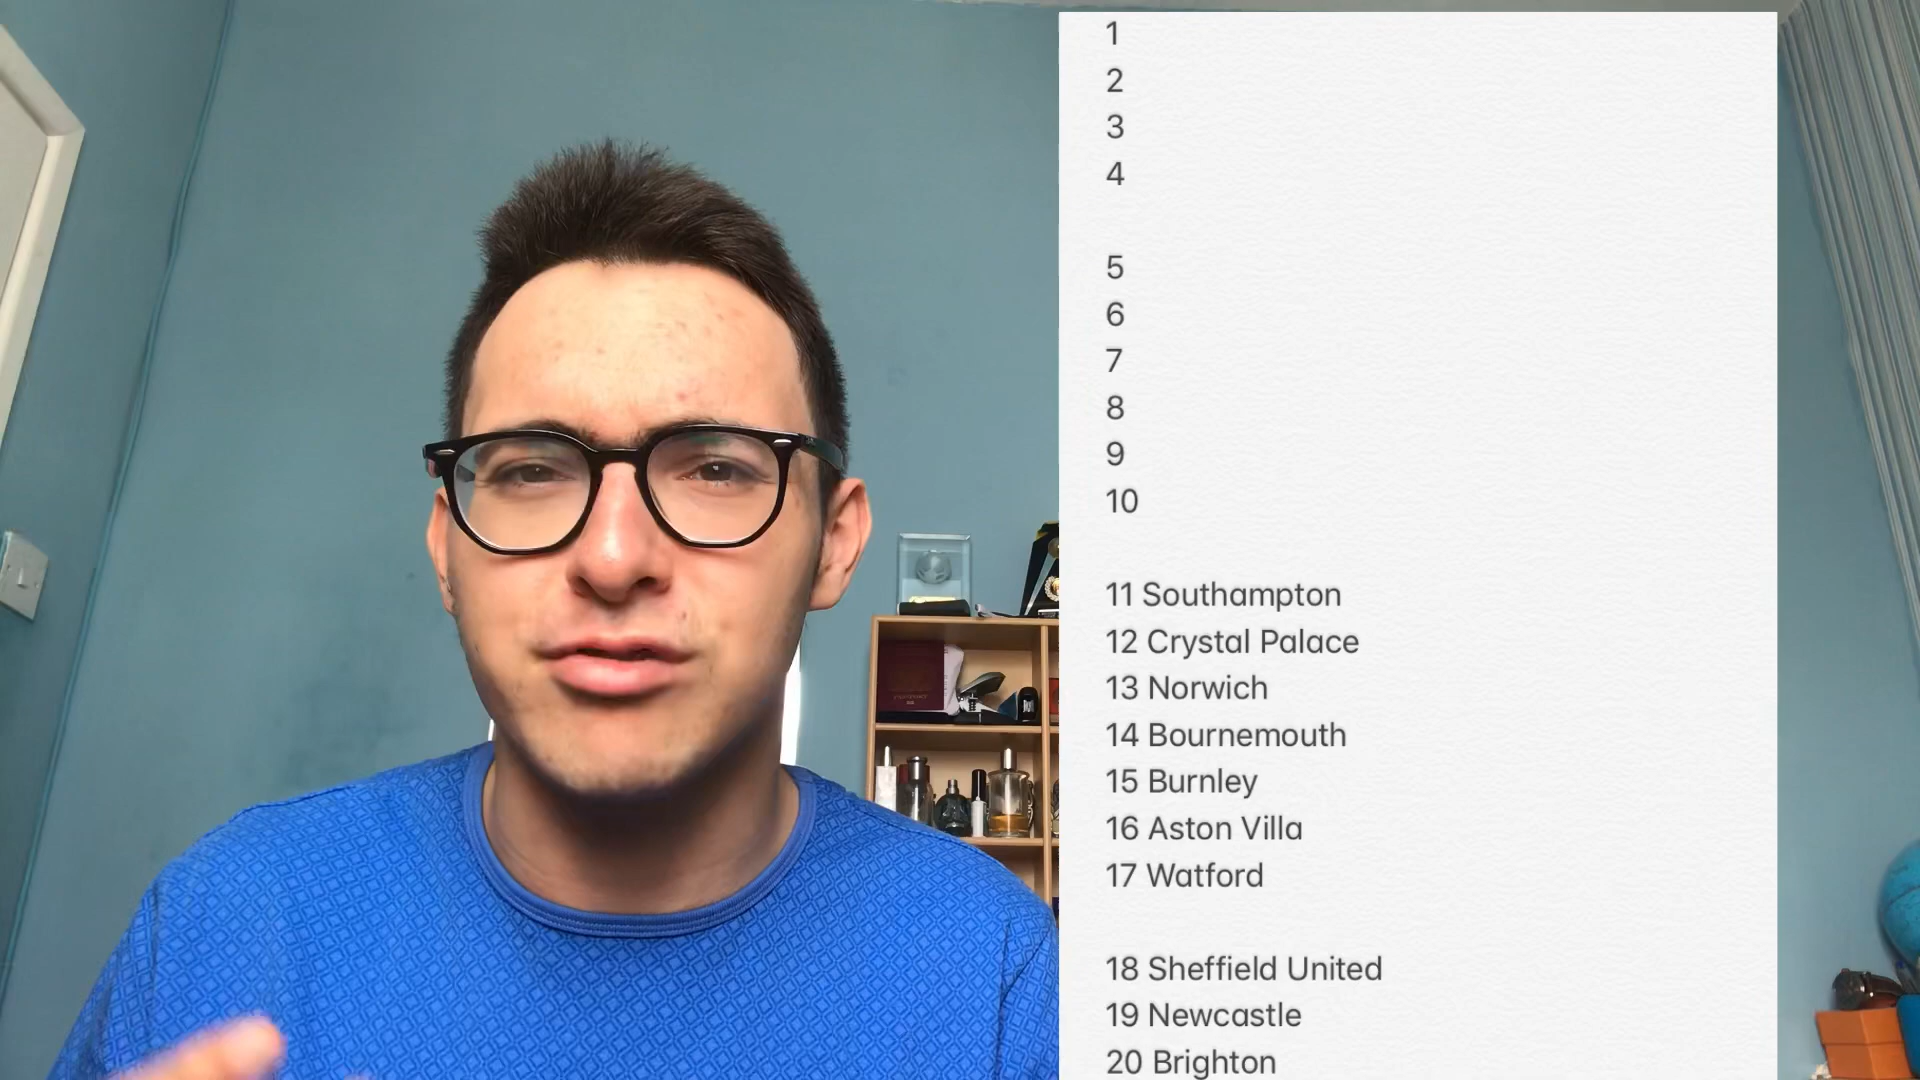 1
2
3
4
5
6
7
8
9
10
11 Southampton
12 Crystal Palace
13 Norwich
14 Bournemouth
15 Burnley
16 Aston Villa
17 Watford
18 Sheffield United
19 Newcastle
20 Brighton